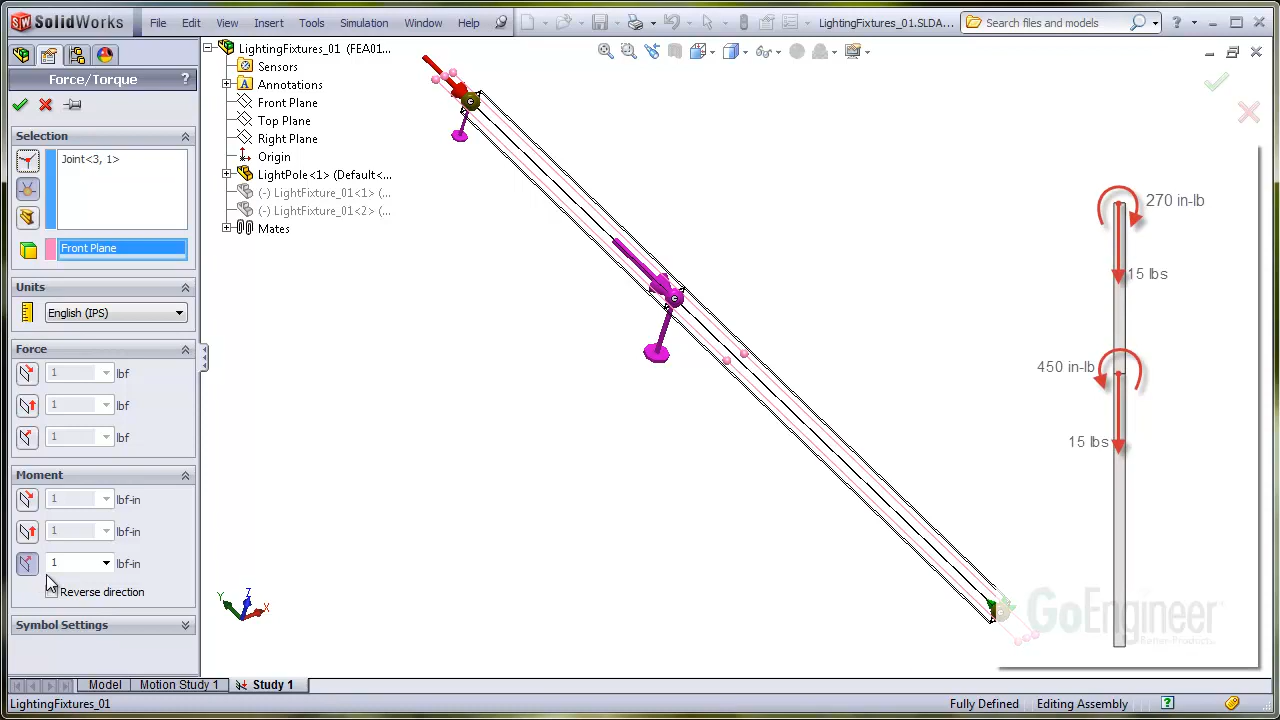 SolidWorks
File Edit View Insert Tools Simulation Window Help
LightingFixtures_01.SLDA...
Search files and models
?
Force/Torque
?
Selection
Joint<3, 1>
Front Plane
Units
English (IPS)
Force
1 lbf
1 lbf
1 lbf
Moment
1 lbf-in
1 lbf-in
1 lbf-in
Reverse direction
Symbol Settings
LightingFixtures_01 (FEA01...
Sensors
Annotations
Front Plane
Top Plane
Right Plane
Origin
LightPole<1> (Default<...
(-) LightFixture_01<1> (...
(-) LightFixture_01<2> (...
Mates
270 in-lb
15 lbs
450 in-lb
15 lbs
Y Z X
GoEngineer
Better-Products.
Model Motion Study 1 Study 1
LightingFixtures_01 Fully Defined Editing Assembly ?